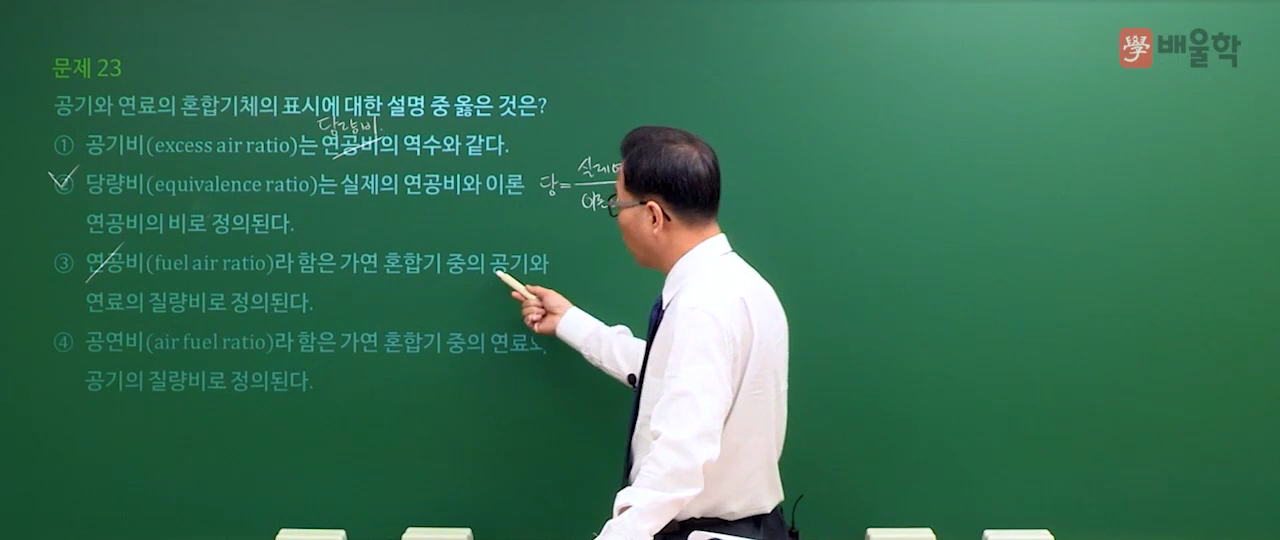 學 배울학
문제 23
공기와 연료의 혼합기체의 표시에 대한 설명 중 옳은 것은?
당량비
① 공기비(excess air ratio)는 연공비의 역수와 같다.
② 당량비(equivalence ratio)는 실제의 연공비와 이론
당= 실제
이론
연공비의 비로 정의된다.
③ 연공비(fuel air ratio)라 함은 가연 혼합기 중의 공기와
연료의 질량비로 정의된다.
④ 공연비(air fuel ratio)라 함은 가연 혼합기 중의 연료
공기의 질량비로 정의된다.